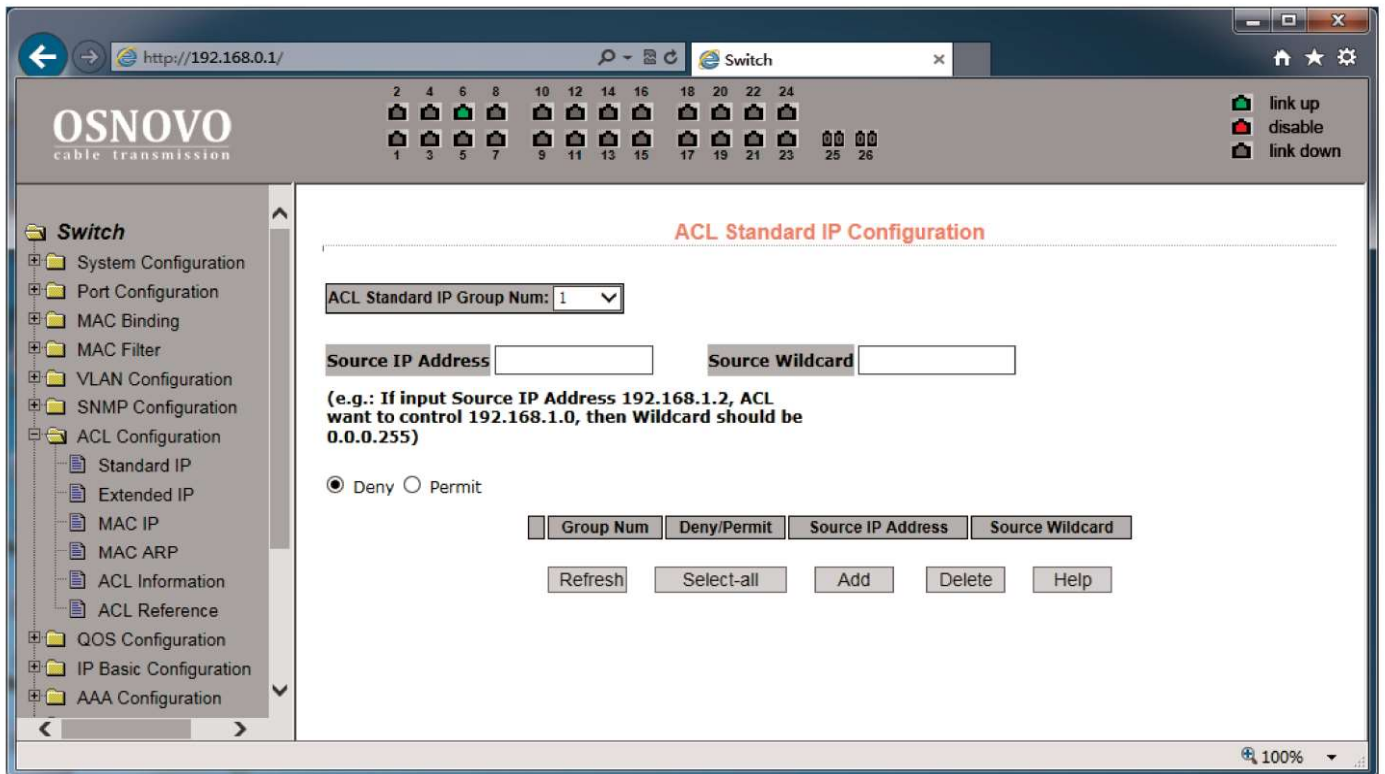 http://192.168.0.1/
Switch
2 4 6 8 10 12 14 16 18 20 22 24
OSNOVO
cable transmission
1 3 5 7 9 11 13 15 17 19 21 23 25 26
link up
disable
link down
Switch
System Configuration
Port Configuration
MAC Binding
MAC Filter
VLAN Configuration
SNMP Configuration
ACL Configuration
Standard IP
Extended IP
MAC IP
MAC ARP
ACL Information
ACL Reference
QOS Configuration
IP Basic Configuration
AAA Configuration
ACL Standard IP Configuration
ACL Standard IP Group Num: 1
Source IP Address Source Wildcard
(e.g.: If input Source IP Address 192.168.1.2, ACL
want to control 192.168.1.0, then Wildcard should be
0.0.0.255)
Deny Permit
Group Num Deny/Permit Source IP Address Source Wildcard
Refresh Select-all Add Delete Help
100%